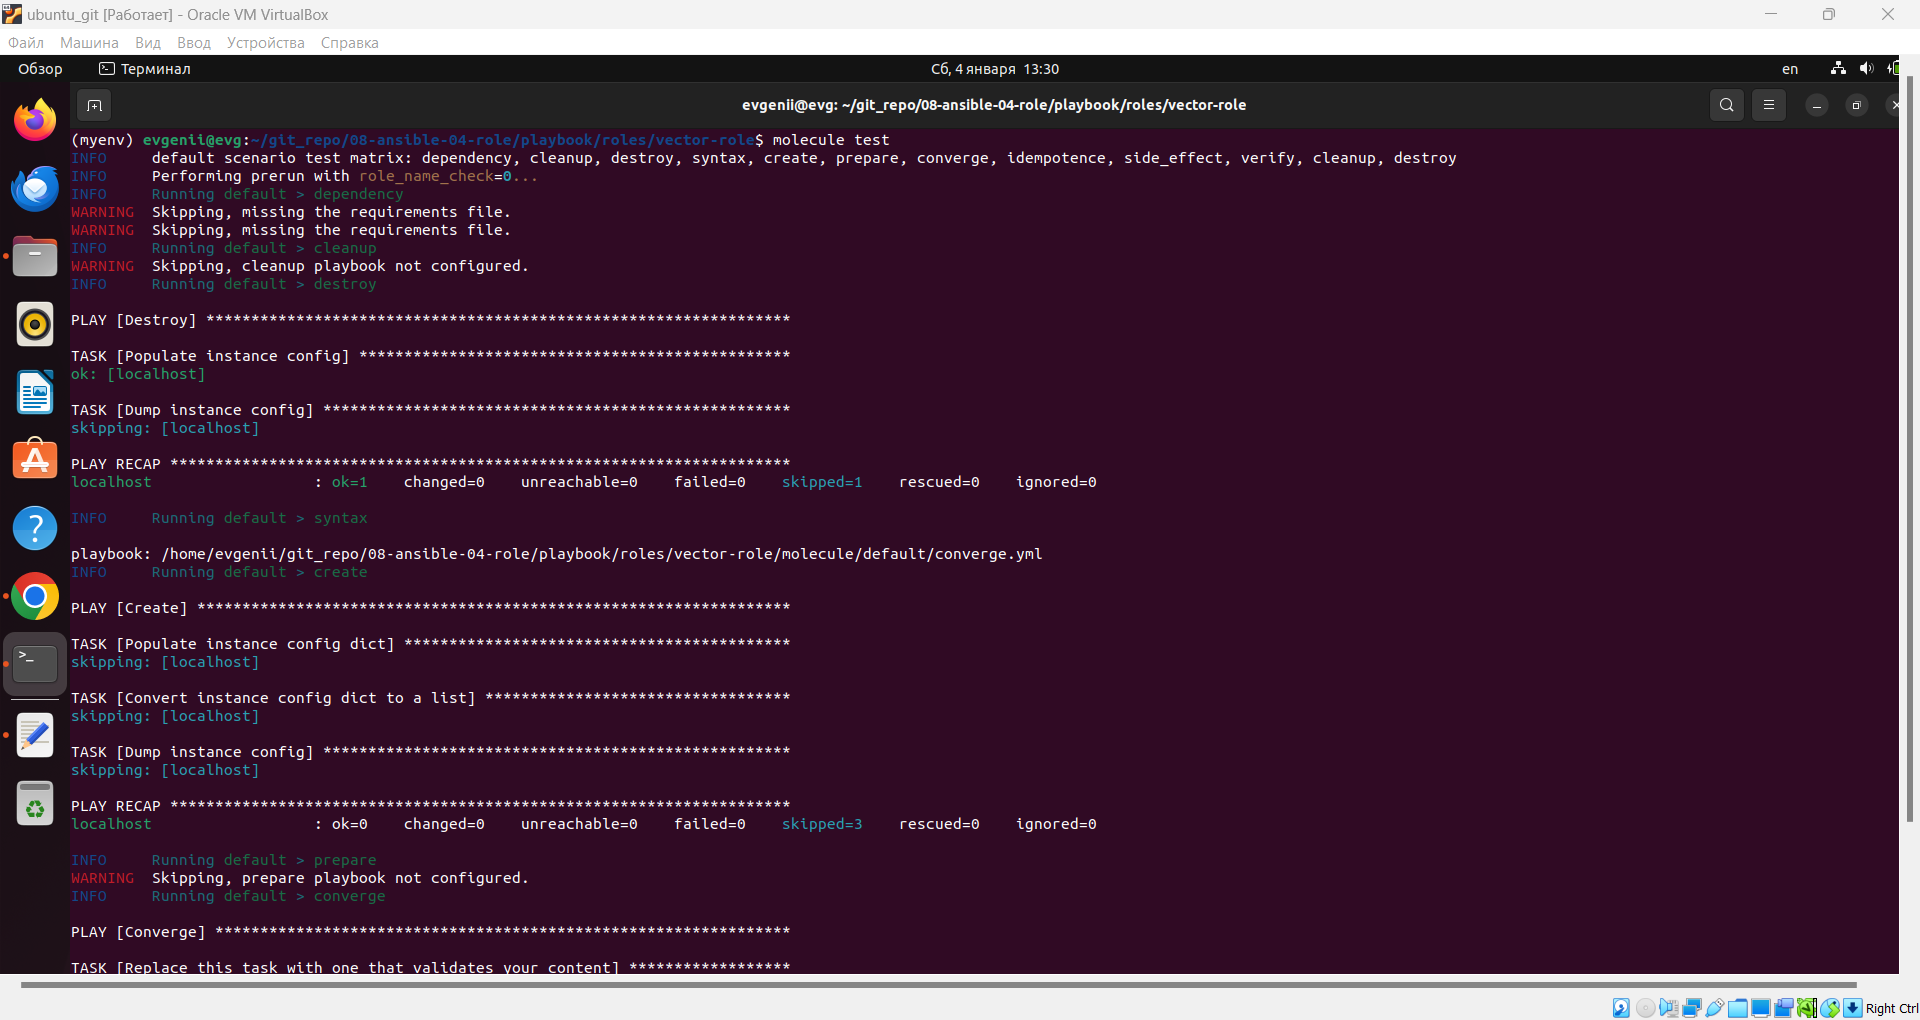 ubuntu_git [Работает] - Oracle VM VirtualBox
Файл Машина Вид Ввод Устройства Справка
Обзор Терминал Сб, 4 января 13:30 en
evgenii@evg: ~/git_repo/08-ansible-04-role/playbook/roles/vector-role
(myenv) evgenii@evg:~/git_repo/08-ansible-04-role/playbook/roles/vector-role$ molecule test
INFO default scenario test matrix: dependency, cleanup, destroy, syntax, create, prepare, converge, idempotence, side_effect, verify, cleanup, destroy
INFO Performing prerun with role_name_check=0...
INFO Running default > dependency
WARNING Skipping, missing the requirements file.
WARNING Skipping, missing the requirements file.
INFO Running default > cleanup
WARNING Skipping, cleanup playbook not configured.
INFO Running default > destroy
PLAY [Destroy] *****************************************************************
TASK [Populate instance config] ************************************************
ok: [localhost]
TASK [Dump instance config] ****************************************************
skipping: [localhost]
PLAY RECAP *********************************************************************
localhost : ok=1 changed=0 unreachable=0 failed=0 skipped=1 rescued=0 ignored=0
INFO Running default > syntax
playbook: /home/evgenii/git_repo/08-ansible-04-role/playbook/roles/vector-role/molecule/default/converge.yml
INFO Running default > create
PLAY [Create] ******************************************************************
TASK [Populate instance config dict] *******************************************
skipping: [localhost]
TASK [Convert instance config dict to a list] **********************************
skipping: [localhost]
TASK [Dump instance config] ****************************************************
skipping: [localhost]
PLAY RECAP *********************************************************************
localhost : ok=0 changed=0 unreachable=0 failed=0 skipped=3 rescued=0 ignored=0
INFO Running default > prepare
WARNING Skipping, prepare playbook not configured.
INFO Running default > converge
PLAY [Converge] ****************************************************************
TASK [Replace this task with one that validates your content] ******************
Right Ctrl